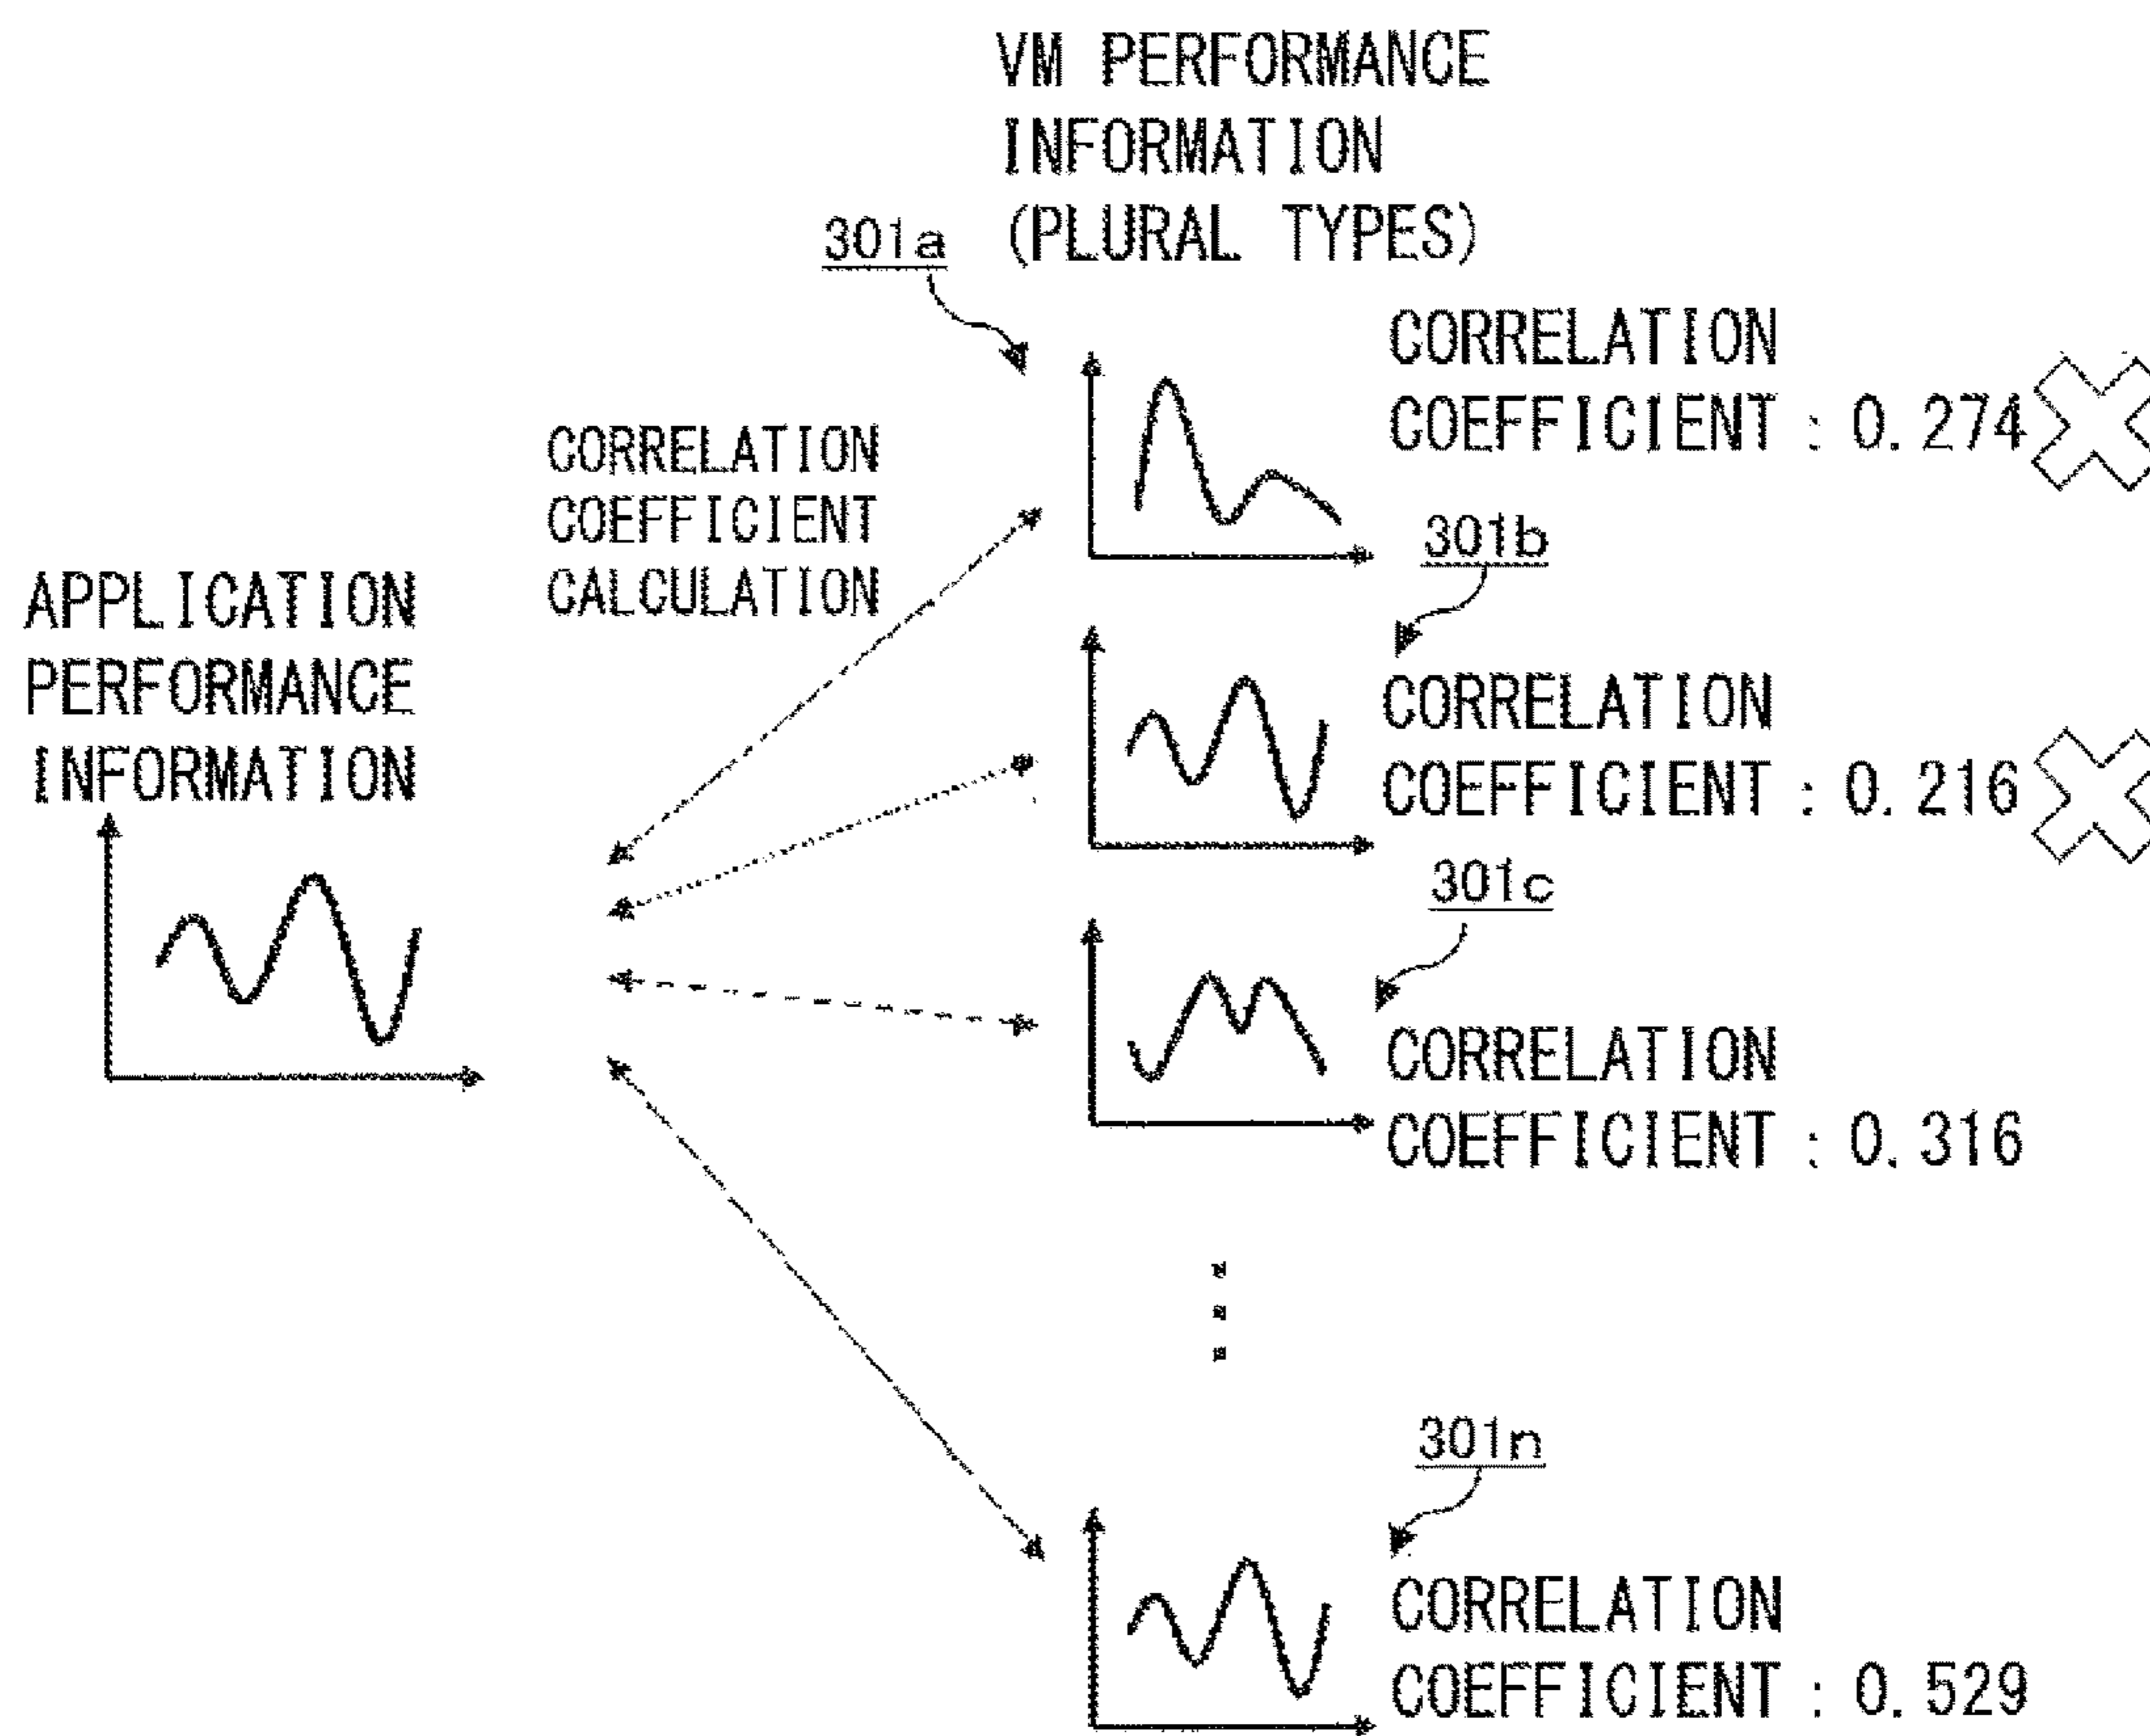 VM PERFORMANCE
INFORMATION
(PLURAL TYPES)
301a
CORRELATION
COEFFICIENT : 0.274
CORRELATION
COEFFICIENT
CALCULATION
301b
APPLICATION
PERFORMANCE
INFORMATION
CORRELATION
COEFFICIENT : 0.216
301c
CORRELATION
COEFFICIENT : 0.316
301n
CORRELATION
COEFFICIENT : 0.529